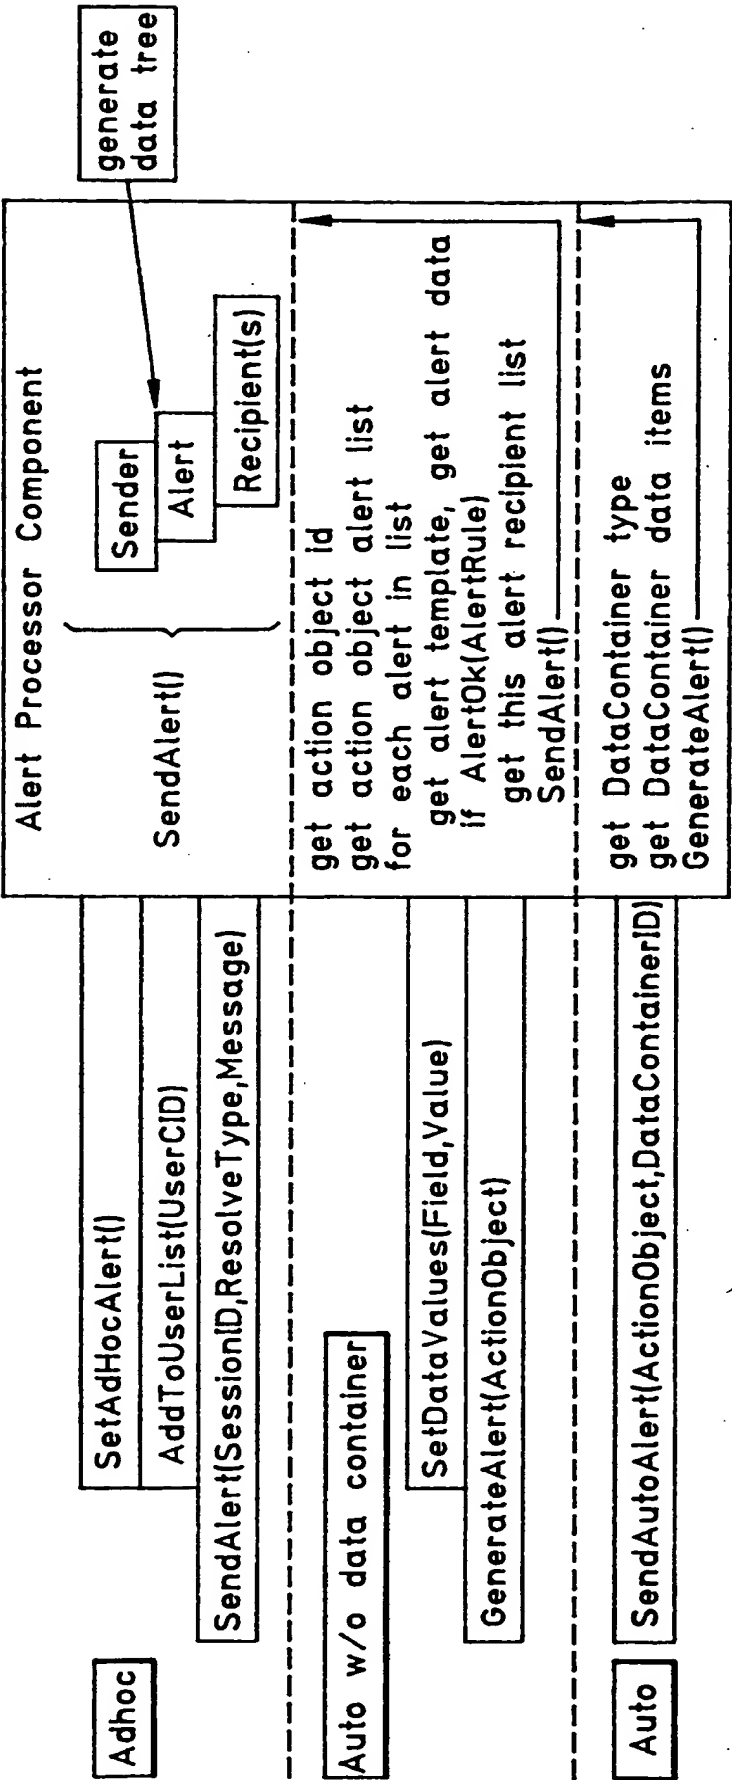 Alert Processor Component
generate
data tree
Adhoc
SetAdHocAlert()
AddToUserList(UserCID)
SendAlert(SessionID,ResolveType,Message)
SendAlert()
Sender
Alert
Recipient(s)
Auto w/o data container
SetDataValues(Field,Value)
GenerateAlert(ActionObject)
get action object id
get action object alert list
for each alert in list
get alert template, get alert data
if AlertOk(AlertRule)
get this alert recipient list
SendAlert()
Auto
SendAutoAlert(ActionObject,DataContainerID)
get DataContainer type
get DataContainer data items
GenerateAlert()